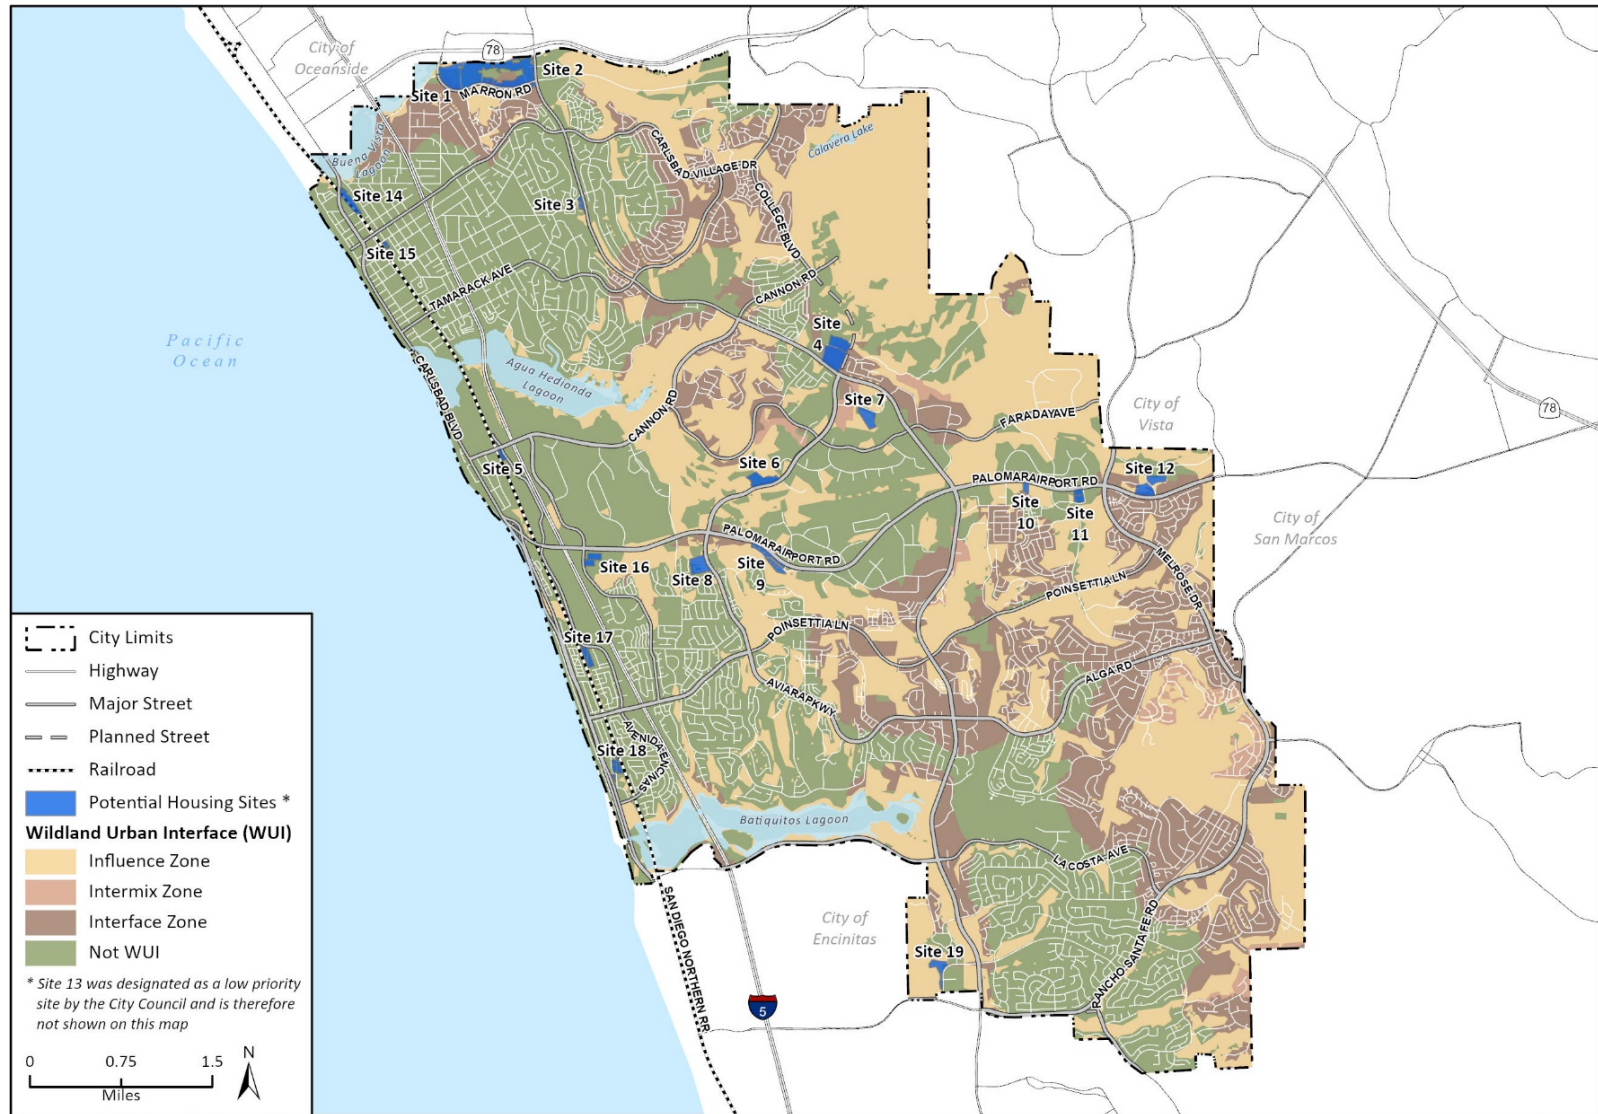 City of
Oceanside
78
Site 2
Site 1
MARRON RD
Buena Vista
Lagoon
CARLSBAD VILLAGE DR
Calavera Lake
COLLEGE BLVD
Site 14
Site 3
Site 15
TAMARACK AVE
CANNON RD
Pacific
Ocean
Site
4
Agua Hedionda
Lagoon
CARLSBAD BLVD
CANNON RD
Site 7
FARADAYAVE
City of
Vista
78
Site 5
Site 6
PALOMARAIRPORT RD
Site 12
Site
10
Site
11
City of
San Marcos
PALOMARAIRPORT RD
Site 16
Site 8
Site
9
MELROSE DR
POINSETTIA LN
Site 17
POINSETTIA LN
ALGA RD
AVIARA PKWY
AVENIDA ENCINAS
Site 18
Batiquitos Lagoon
LA COSTA AVE
City of
Encinitas
SAN DIEGO NORTHERN RR
RANCHO SANTA FE RD
Site 19
5
City Limits
Highway
Major Street
Planned Street
Railroad
Potential Housing Sites *
Wildland Urban Interface (WUI)
Influence Zone
Intermix Zone
Interface Zone
Not WUI
* Site 13 was designated as a low priority
site by the City Council and is therefore
not shown on this map
0 0.75 1.5
Miles
N